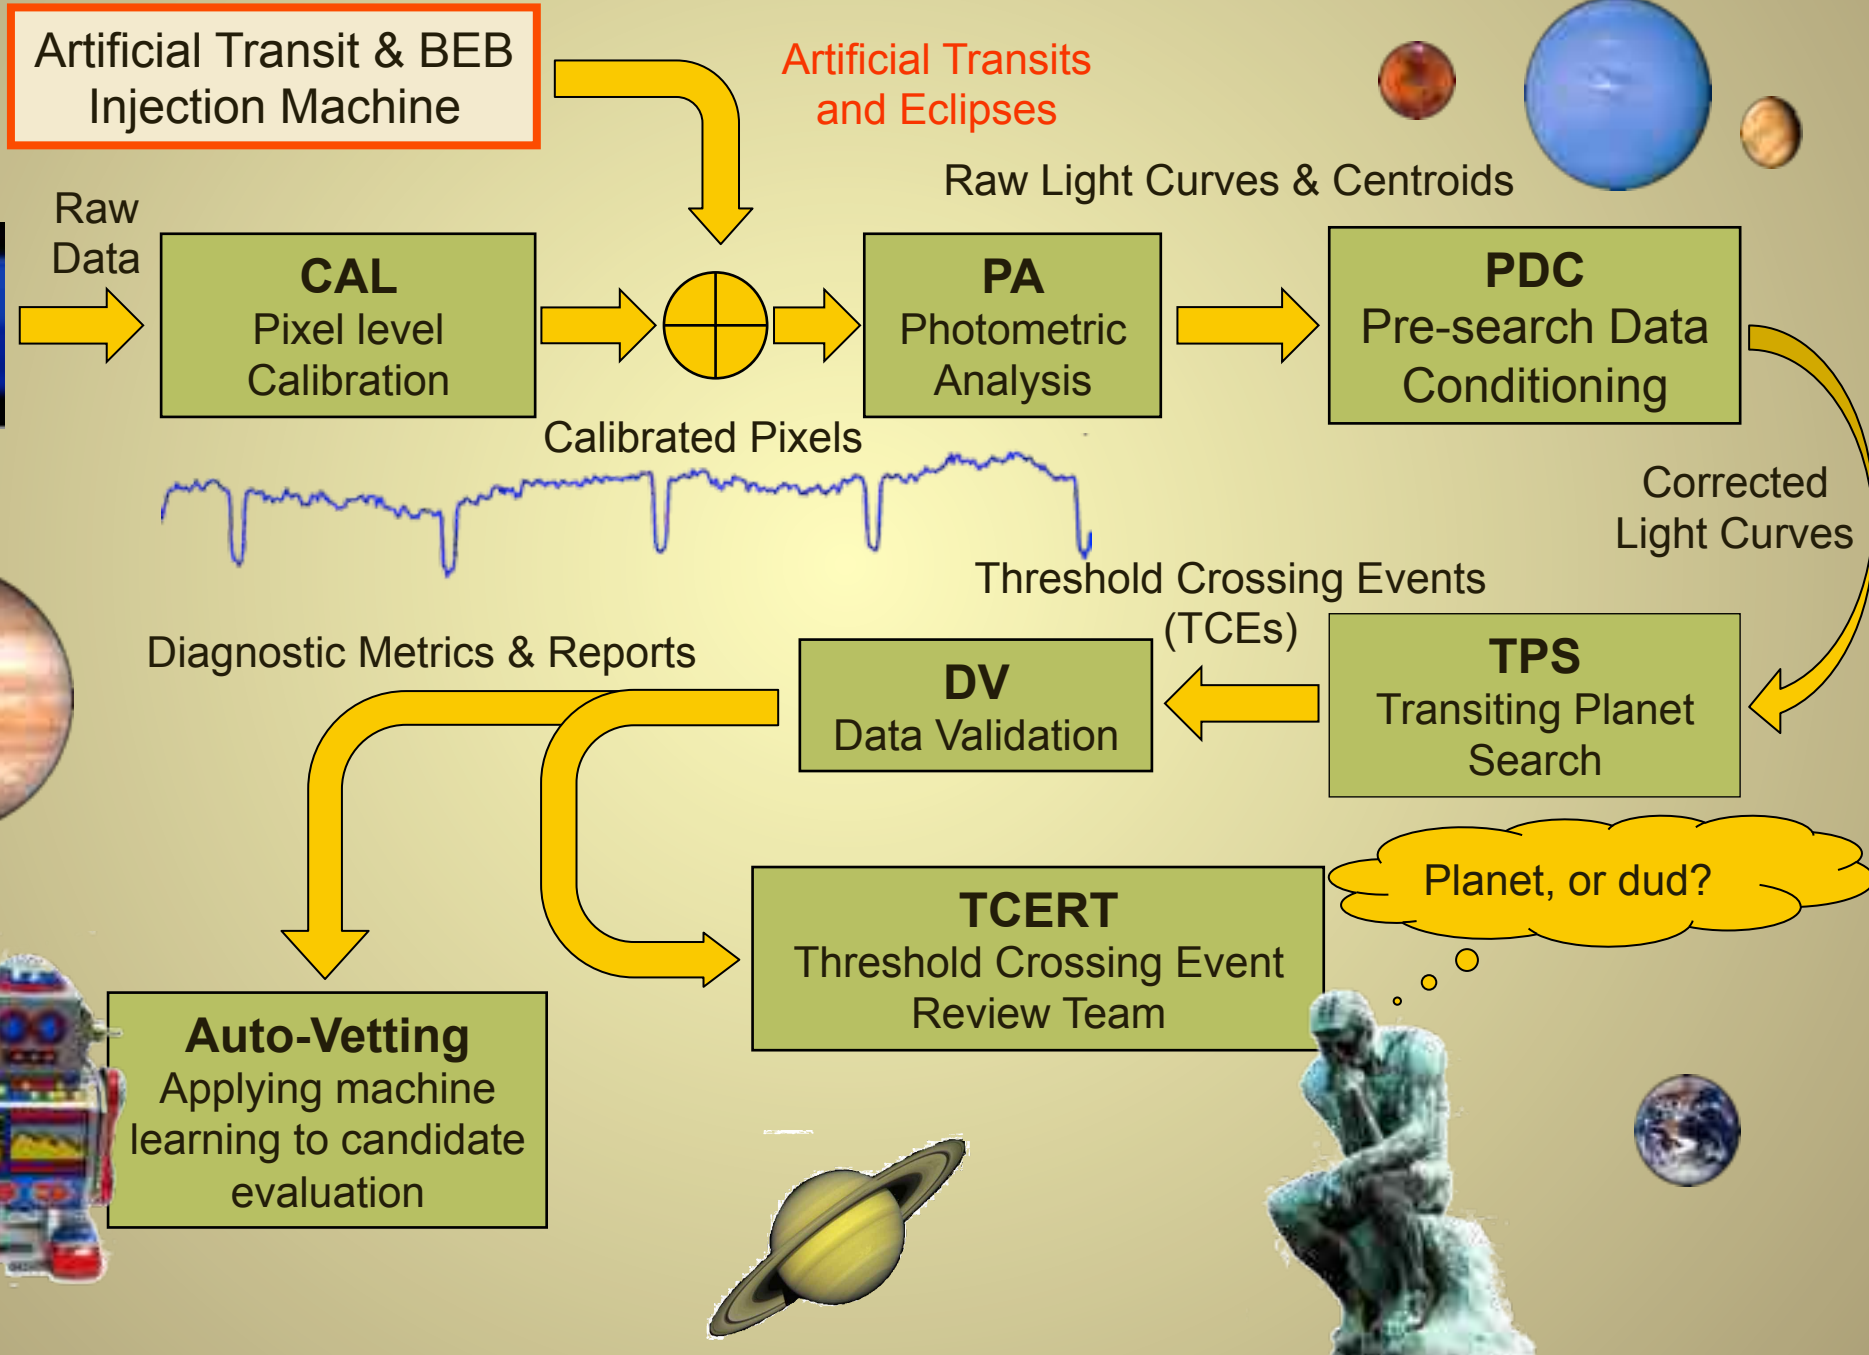 Artificial Transit & BEB
Injection Machine
Artificial Transits
and Eclipses
Raw Light Curves & Centroids
Raw
Data
CAL
Pixel level
Calibration
PA
Photometric
Analysis
PDC
Pre-search Data
Conditioning
Calibrated Pixels
Corrected
Light Curves
Threshold Crossing Events
(TCEs)
Diagnostic Metrics & Reports
DV
Data Validation
TPS
Transiting Planet
Search
Planet, or dud?
TCERT
Threshold Crossing Event
Review Team
Auto-Vetting
Applying machine
learning to candidate
evaluation